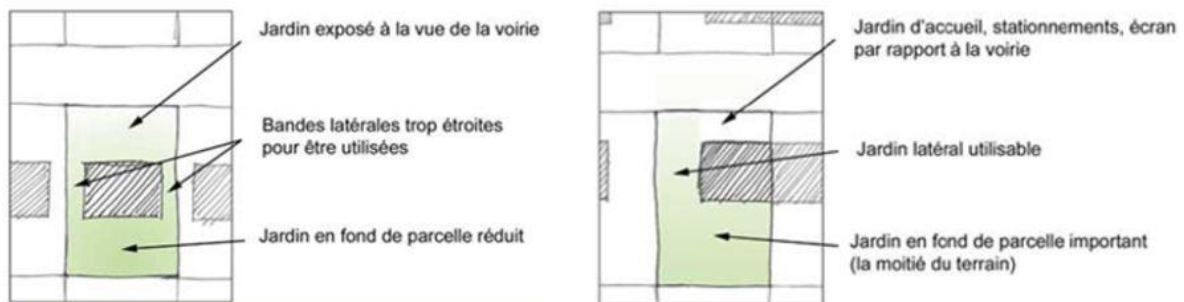 Jardin exposé à la vue de la voirie
Bandes latérales trop étroites
pour être utilisées
Jardin en fond de parcelle réduit
Jardin d'accueil, stationnements, écran
par rapport à la voirie
Jardin latéral utilisable
Jardin en fond de parcelle important
(la moitié du terrain)